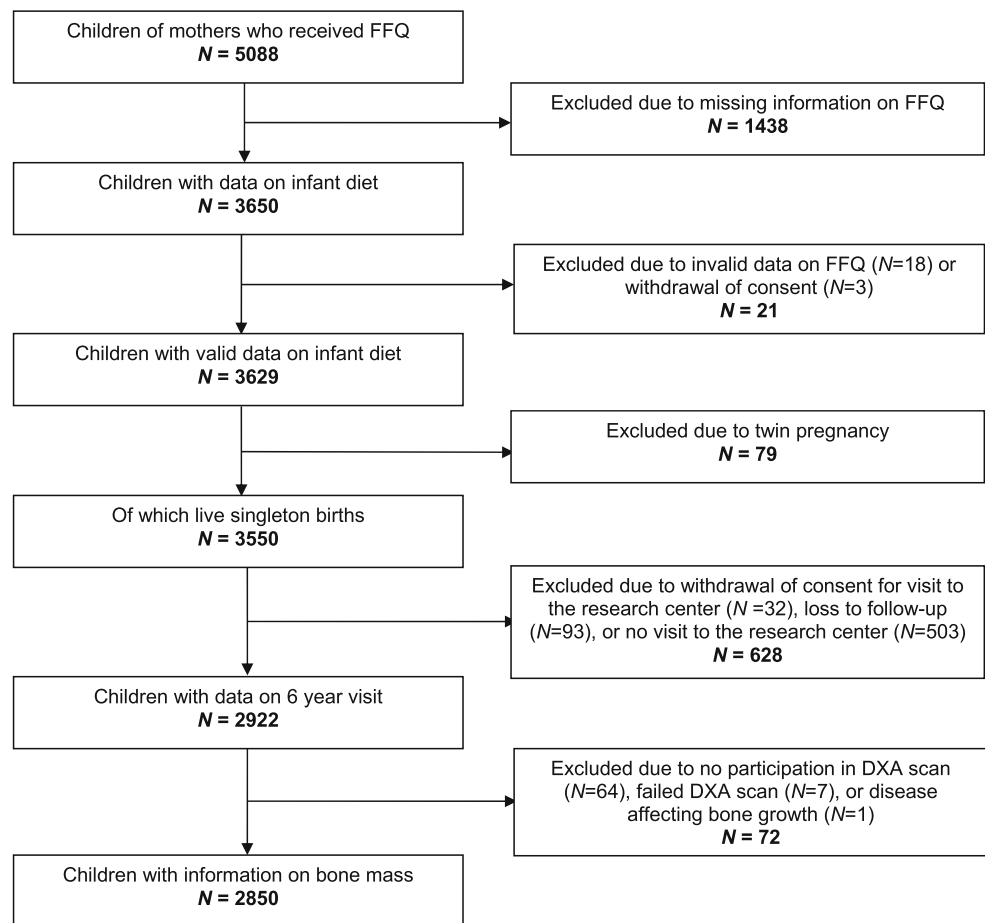 Children of mothers who received FFQ
N = 5088
Excluded due to missing information on FFQ
N = 1438
Children with data on infant diet
N = 3650
Excluded due to invalid data on FFQ (N=18) or
withdrawal of consent (N=3)
N = 21
Children with valid data on infant diet
N = 3629
Excluded due to twin pregnancy
N = 79
Of which live singleton births
N = 3550
Excluded due to withdrawal of consent for visit to
the research center (N =32), loss to follow-up
(N=93), or no visit to the research center (N=503)
N = 628
Children with data on 6 year visit
N = 2922
Excluded due to no participation in DXA scan
(N=64), failed DXA scan (N=7), or disease
affecting bone growth (N=1)
N = 72
Children with information on bone mass
N = 2850